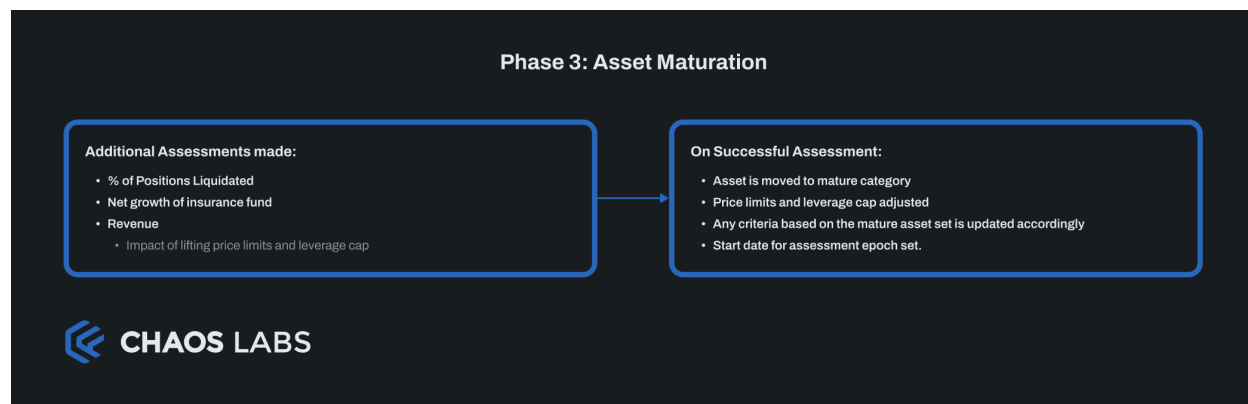 Phase 3: Asset Maturation
Additional Assessments made:
• % of Positions Liquidated
• Net growth of insurance fund
• Revenue
• Impact of lifting price limits and leverage cap
On Successful Assessment:
• Asset is moved to mature category
• Price limits and leverage cap adjusted
• Any criteria based on the mature asset set is updated accordingly
• Start date for assessment epoch set.
CHAOS LABS